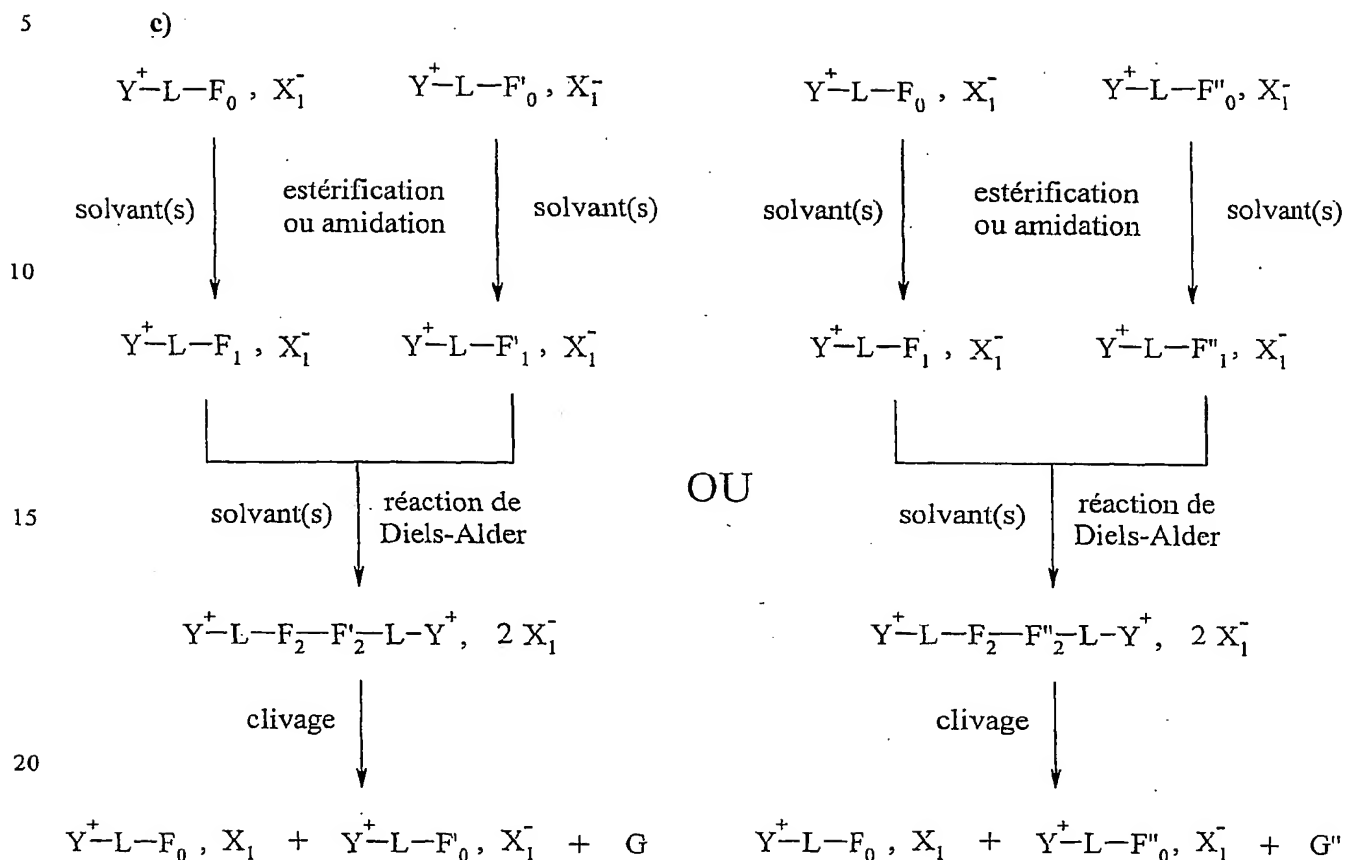 5 c)
Y⁺—L—F₀ , X₁⁻ Y⁺—L—F'₀, X₁⁻ Y⁺—L—F₀ , X₁⁻ Y⁺—L—F"₀, X₁⁻
solvant(s) estérification ou amidation solvant(s) solvant(s) estérification ou amidation solvant(s)
10
Y⁺—L—F₁ , X₁⁻ Y⁺—L—F'₁, X₁⁻ Y⁺—L—F₁ , X₁⁻ Y⁺—L—F"₁, X₁⁻
OU
15 solvant(s) réaction de Diels-Alder solvant(s) réaction de Diels-Alder
Y⁺—L—F₂—F'₂—L-Y⁺, 2 X₁⁻ Y⁺—L—F₂—F"₂—L-Y⁺, 2 X₁⁻
clivage clivage
20
Y⁺—L—F₀ , X₁ + Y⁺—L—F'₀, X₁⁻ + G Y⁺—L—F₀ , X₁ + Y⁺—L—F"₀, X₁⁻ + G"